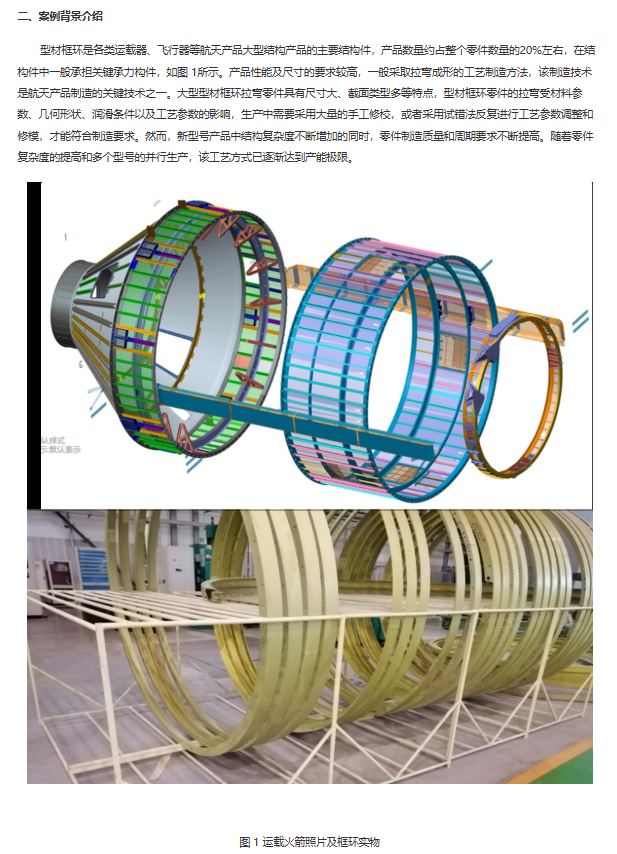 二、案例背景介绍
型材框环是各类运载器、飞行器等航天产品大型结构产品的主要结构件，产品数量约占整个零件数量的20%左右，在结
构件中一般承担关键承力构件，如图 1所示。产品性能及尺寸的要求较高，一般采取拉弯成形的工艺制造方法，该制造技术
是航天产品制造的关键技术之一。大型型材框环拉弯零件具有尺寸大、截面类型多等特点，型材框环零件的拉弯受材料参
数、几何形状、润滑条件以及工艺参数的影响，生产中需要采用大量的手工修校，或者采用试错法反复进行工艺参数调整和
修模，才能符合制造要求。然而，新型号产品中结构复杂度不断增加的同时，零件制造质量和周期要求不断提高。随着零件
复杂度的提高和多个型号的并行生产，该工艺方式已逐渐达到产能极限。
认样式
示:默认表示
图 1 运载火箭照片及框环实物